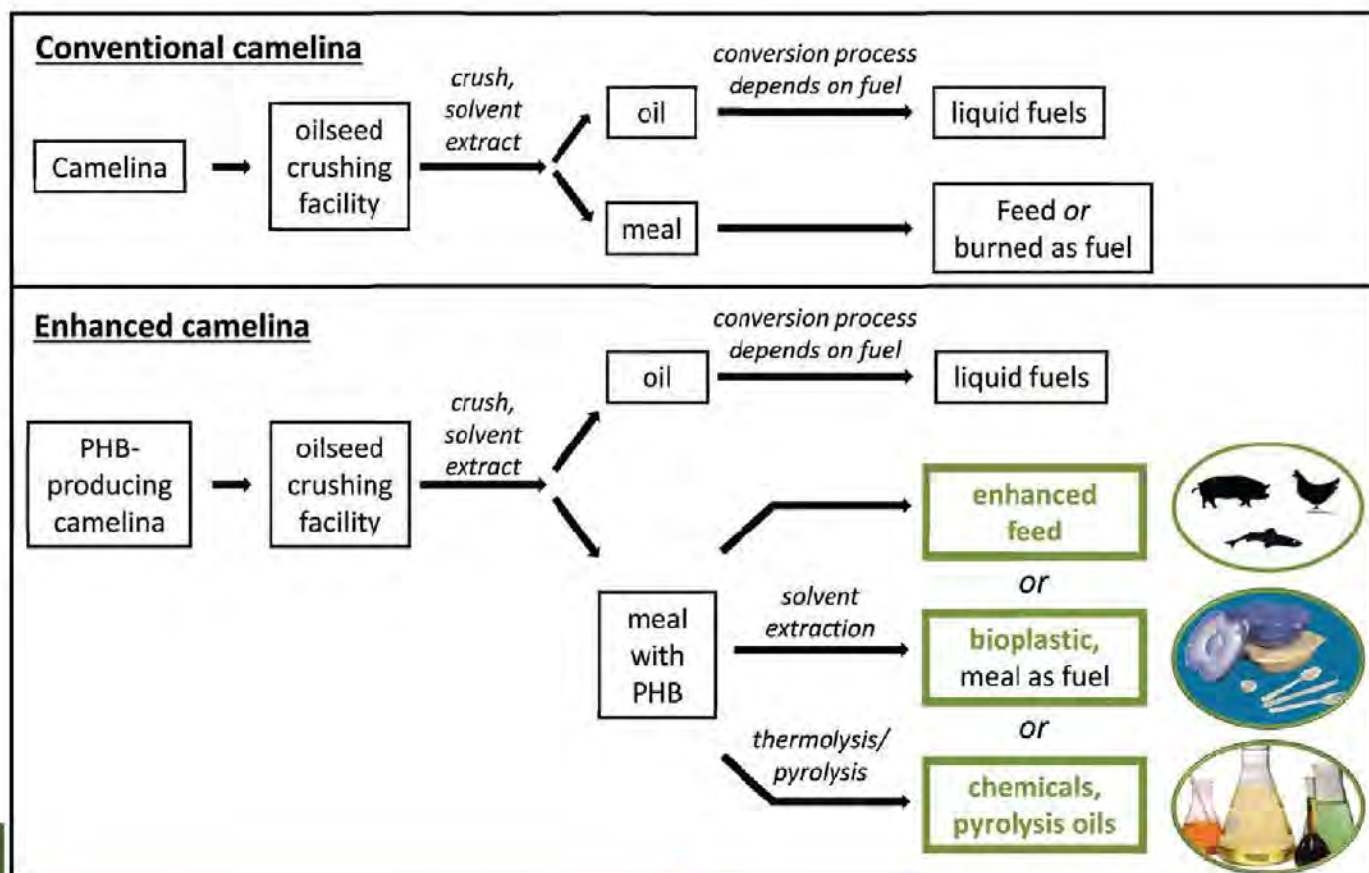 Conventional camelina
Camelina
oilseed
crushing
facility
crush,
solvent
extract
oil
conversion process
depends on fuel
liquid fuels
meal
Feed or
burned as fuel
Enhanced camelina
PHB-
producing
camelina
oilseed
crushing
facility
crush,
solvent
extract
oil
conversion process
depends on fuel
liquid fuels
meal
with
PHB
enhanced
feed
or
solvent
extraction
bioplastic,
meal as fuel
or
thermolysis/
pyrolysis
chemicals,
pyrolysis oils